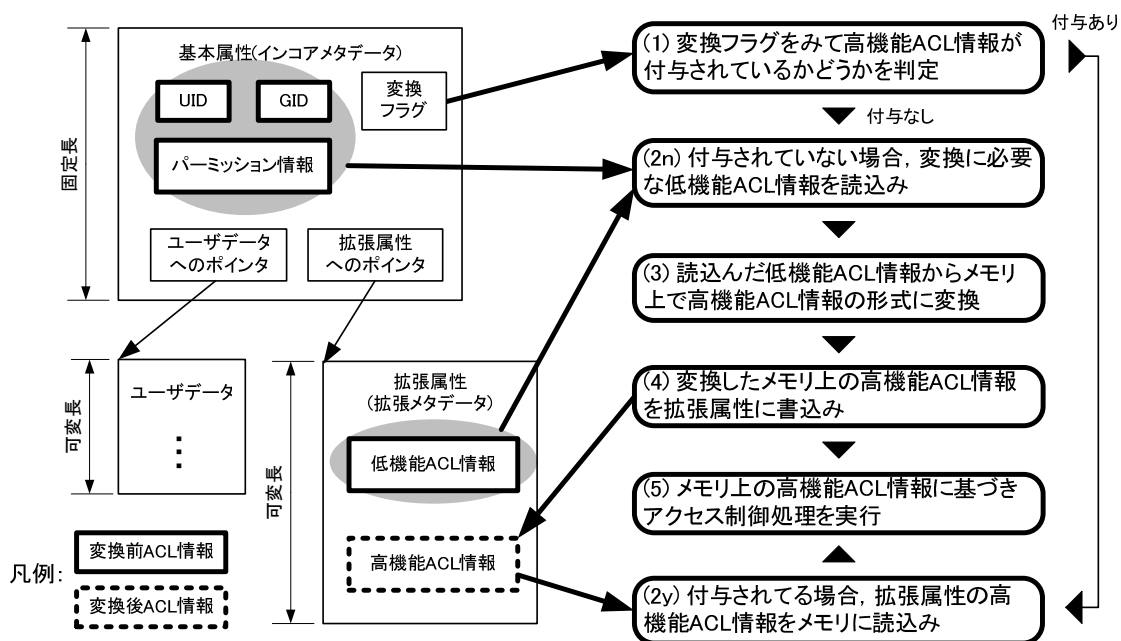 基本属性(インコアメタデータ)
UID
GID
変換
フラグ
パーミッション情報
固定長
ユーザデータ
へのポインタ
拡張属性
へのポインタ
ユーザデータ
⋮
可変長
拡張属性
(拡張メタデータ)
低機能ACL情報
高機能ACL情報
可変長
凡例:
変換前ACL情報
変換後ACL情報
付与あり
(1) 変換フラグをみて高機能ACL情報が
付与されているかどうかを判定
付与なし
(2n) 付与されていない場合, 変換に必要
な低機能ACL情報を読込み
(3) 読込んだ低機能ACL情報からメモリ
上で高機能ACL情報の形式に変換
(4) 変換したメモリ上の高機能ACL情報
を拡張属性に書込み
(5) メモリ上の高機能ACL情報に基づき
アクセス制御処理を実行
(2y) 付与されてる場合, 拡張属性の高
機能ACL情報をメモリに読込み